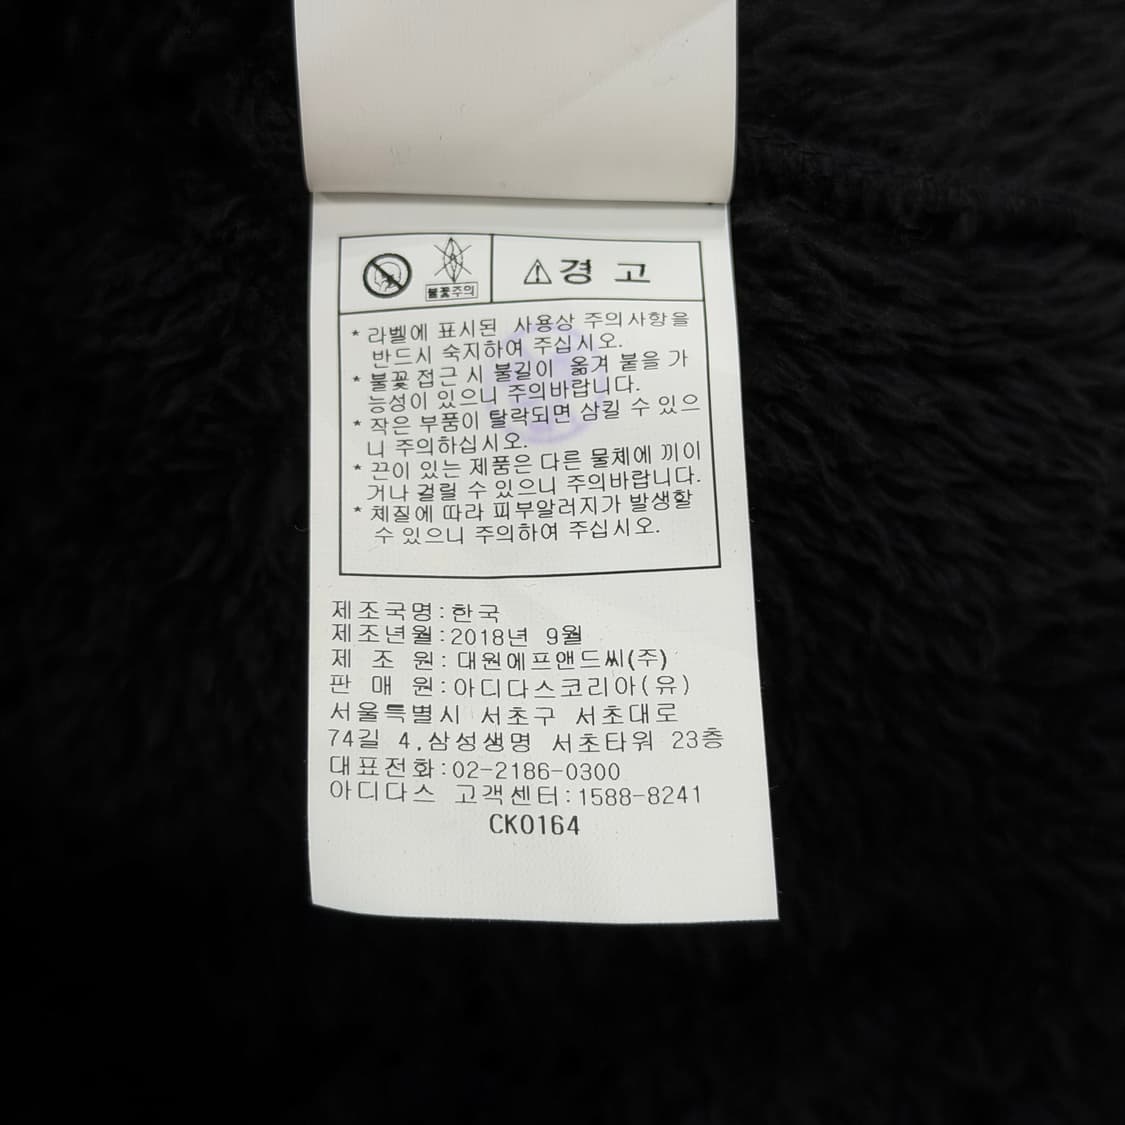 불꽃주의
⚠경 고
* 라벨에 표시된 사용상 주의사항을
반드시 숙지하여 주십시오.
* 불꽃 접근 시 불길이 옮겨 붙을 가
능성이 있으니 주의바랍니다.
* 작은 부품이 탈락되면 삼킬 수 있으
니 주의하십시오.
* 끈이 있는 제품은 다른 물체에 끼이
거나 걸릴 수 있으니 주의바랍니다.
* 체질에 따라 피부알러지가 발생할
수 있으니 주의하여 주십시오.
제조국명:한국
제조년월:2018년 9월
제 조 원:대원에프앤드씨(주)
판 매 원:아디다스코리아(유)
서울특별시 서초구 서초대로
74길 4,삼성생명 서초타워 23층
대표전화:02-2186-0300
아디다스 고객센터:1588-8241
CK0164